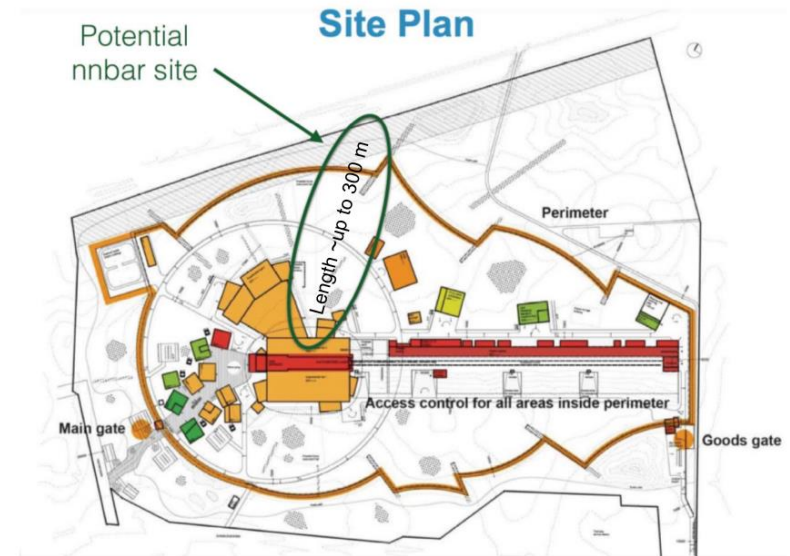 Site Plan
Potential
nnbar site
Length ~up to 300 m
Perimeter
Access control for all areas inside perimeter
Main gate
Goods gate